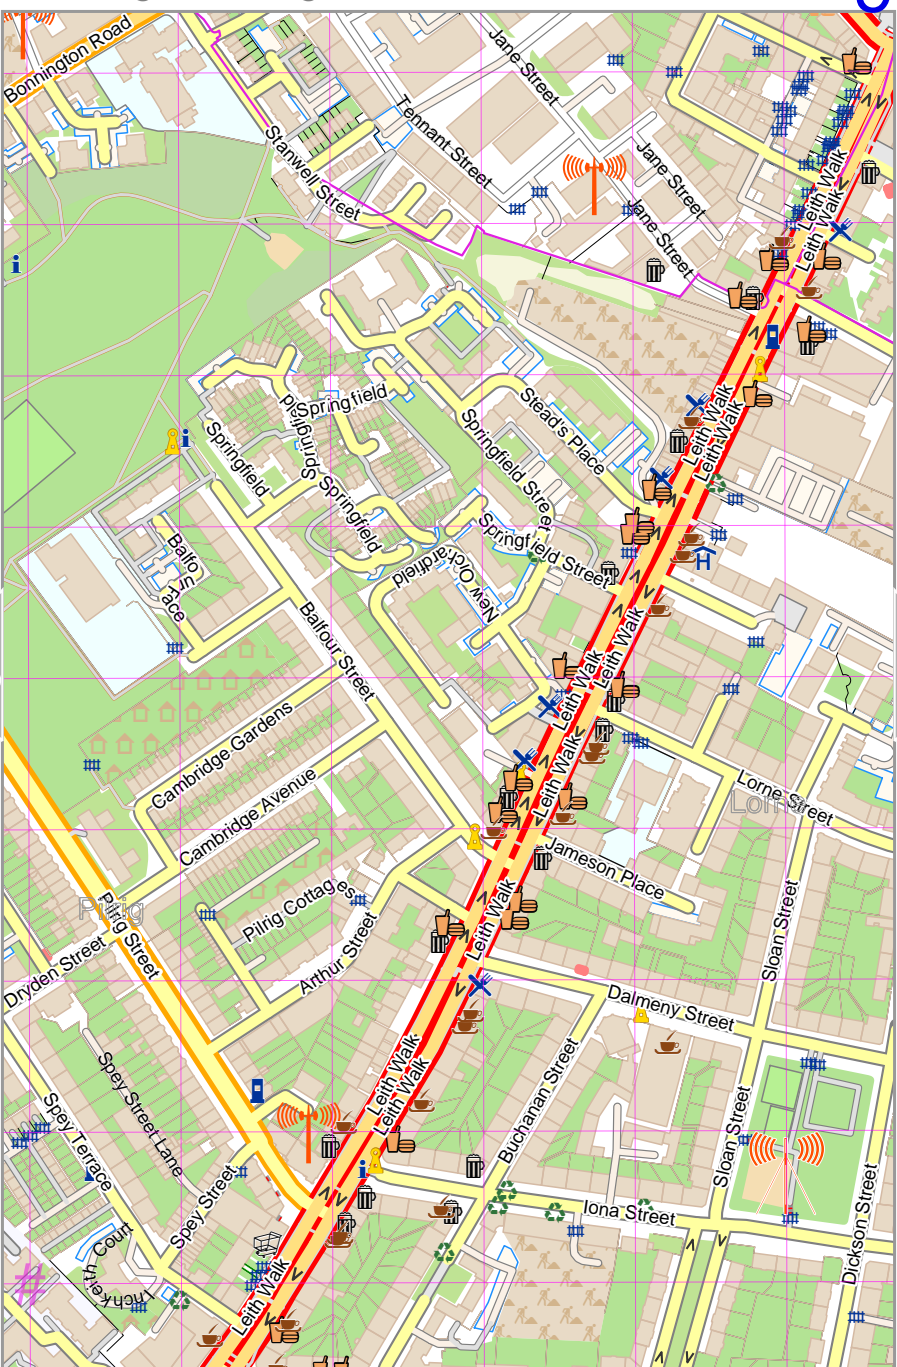 Bonnington Road
Jane Street
Tennant Street
Stanwell Street
Jane Street
Jane Street
Leith Walk
Leith Walk
Springfield
Springfield
Springfield
Springfield
Stead's Place
Springfield Street
Springfield Street
Leith Walk
Leith Walk
Balfour Place
New Orchardfield
Balfour Street
Leith Walk
Leith Walk
Cambridge Gardens
Cambridge Avenue
Leith Walk
Lorne Street
Lorne
Jameson Place
Pilrig
Pilrig Street
Pilrig Cottages
Arthur Street
Dryden Street
Leith Walk
Sloan Street
Dalmeny Street
Spey Street Lane
Spey Terrace
Leith Walk
Leith Walk
Buchanan Street
Sloan Street
Spey Street
Iona Street
Dickson Street
Inchkeith Court
Leith Walk